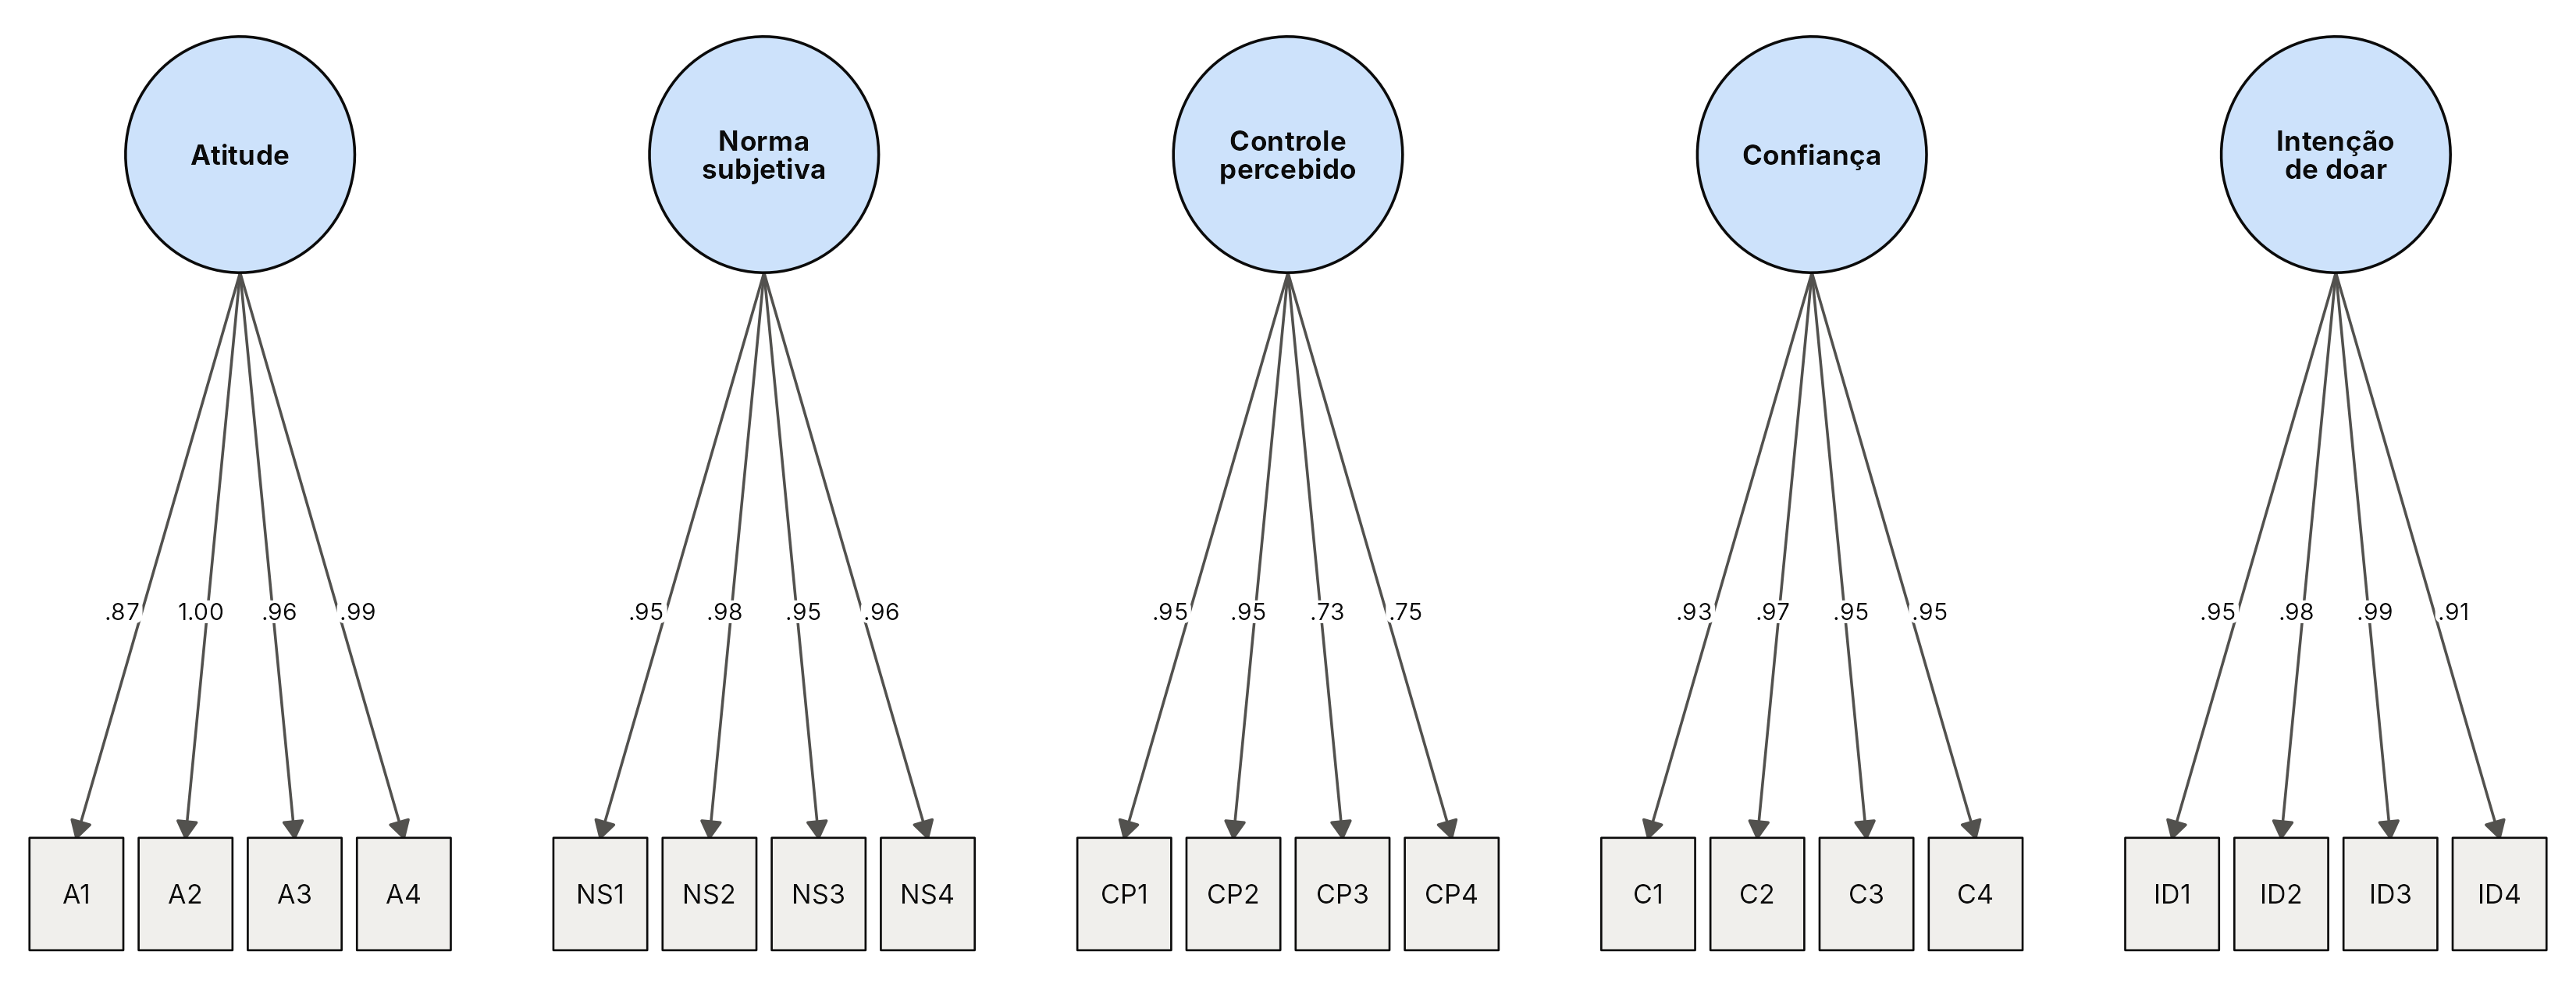 Atitude
Norma
subjetiva
Controle
percebido
Confiança
Intenção
de doar
.87
1.00
.96
.99
.95
.98
.95
.96
.95
.95
.73
.75
.93
.97
.95
.95
.95
.98
.99
.91
A1
A2
A3
A4
NS1
NS2
NS3
NS4
CP1
CP2
CP3
CP4
C1
C2
C3
C4
ID1
ID2
ID3
ID4